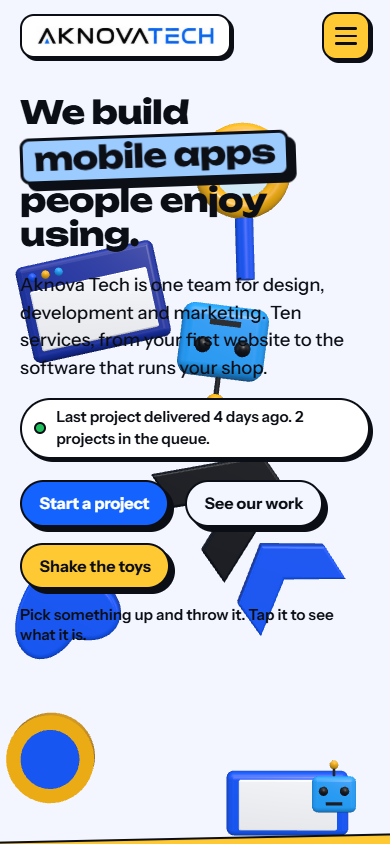 AKNOVATECH
We build
mobile apps
people enjoy
using.
Aknova Tech is one team for design,
development and marketing. Ten
services, from your first website to the
software that runs your shop.
Last project delivered 4 days ago. 2
projects in the queue.
Start a project
See our work
Shake the toys
Pick something up and throw it. Tap it to see
what it is.